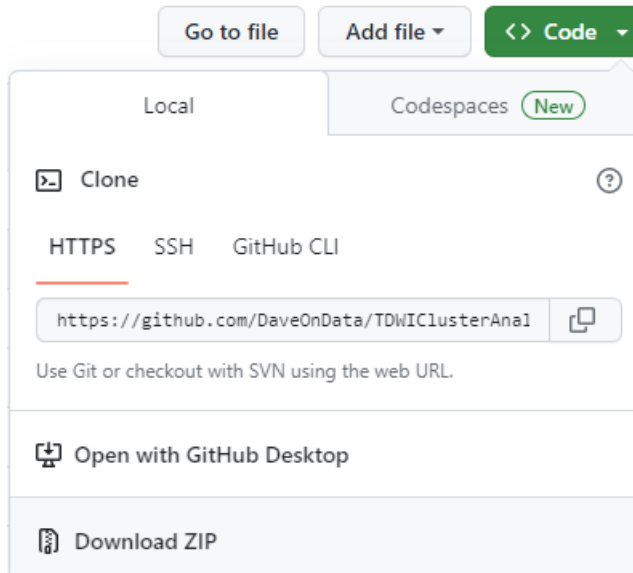 Go to file Add file <> Code
Local Codespaces New
Clone
HTTPS SSH GitHub CLI
https://github.com/DaveOnData/TDWIClusterAnal
Use Git or checkout with SVN using the web URL.
Open with GitHub Desktop
Download ZIP